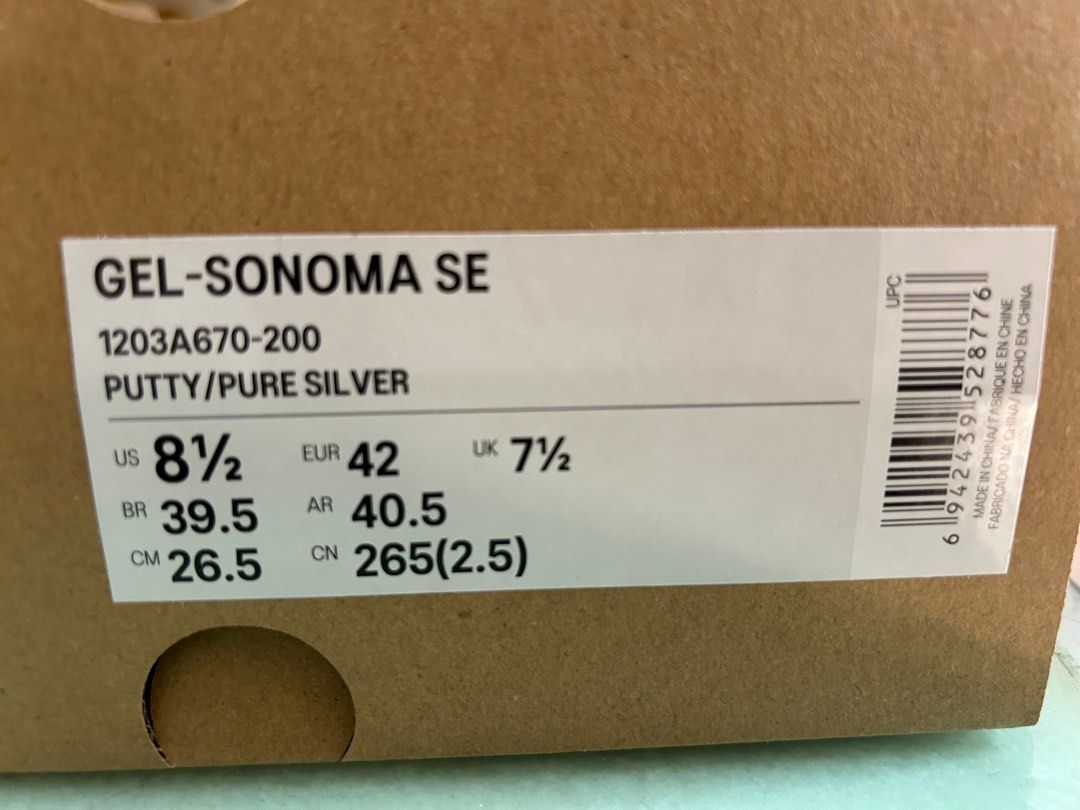 GEL-SONOMA SE
1203A670-200
PUTTY/PURE SILVER
US 8½ EUR 42 UK 7½
BR 39.5 AR 40.5
CM 26.5 CN 265(2.5)
UPC
6 942439 528776
MADE IN CHINA/ FABRIQUE EN CHINE
FABRICADO NA CHINA/ HECHO EN CHINA